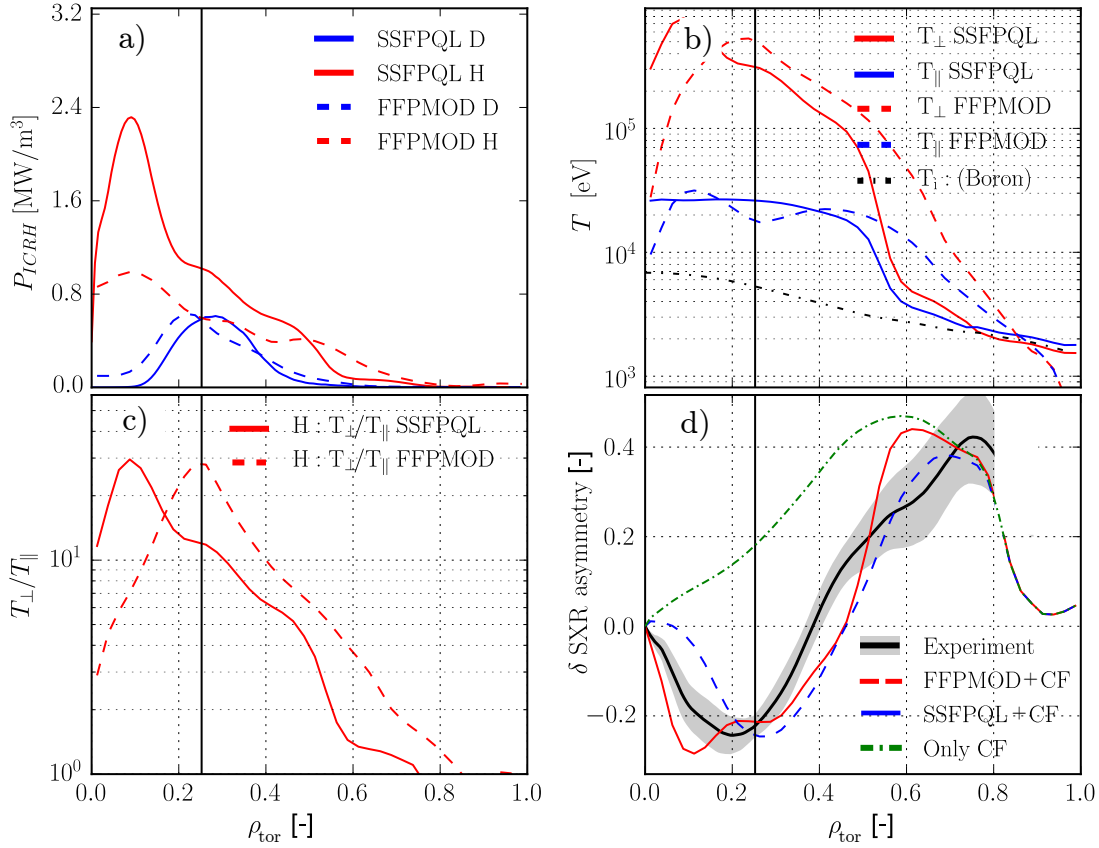 a)
3.2
2.4
1.6
0.8
0.0
P_ICRH [MW/m³]
SSFPQL D
SSFPQL H
FFPMOD D
FFPMOD H
b)
10⁵
10⁴
10³
T [eV]
T⊥ SSFPQL
T∥ SSFPQL
T⊥ FFPMOD
T∥ FFPMOD
T_i : (Boron)
c)
10¹
10⁰
T⊥/T∥
H : T⊥/T∥ SSFPQL
H : T⊥/T∥ FFPMOD
0.0 0.2 0.4 0.6 0.8 1.0
ρ_tor [-]
d)
0.4
0.2
0.0
−0.2
δ SXR asymmetry [-]
Experiment
FFPMOD+CF
SSFPQL+CF
Only CF
0.0 0.2 0.4 0.6 0.8 1.0
ρ_tor [-]